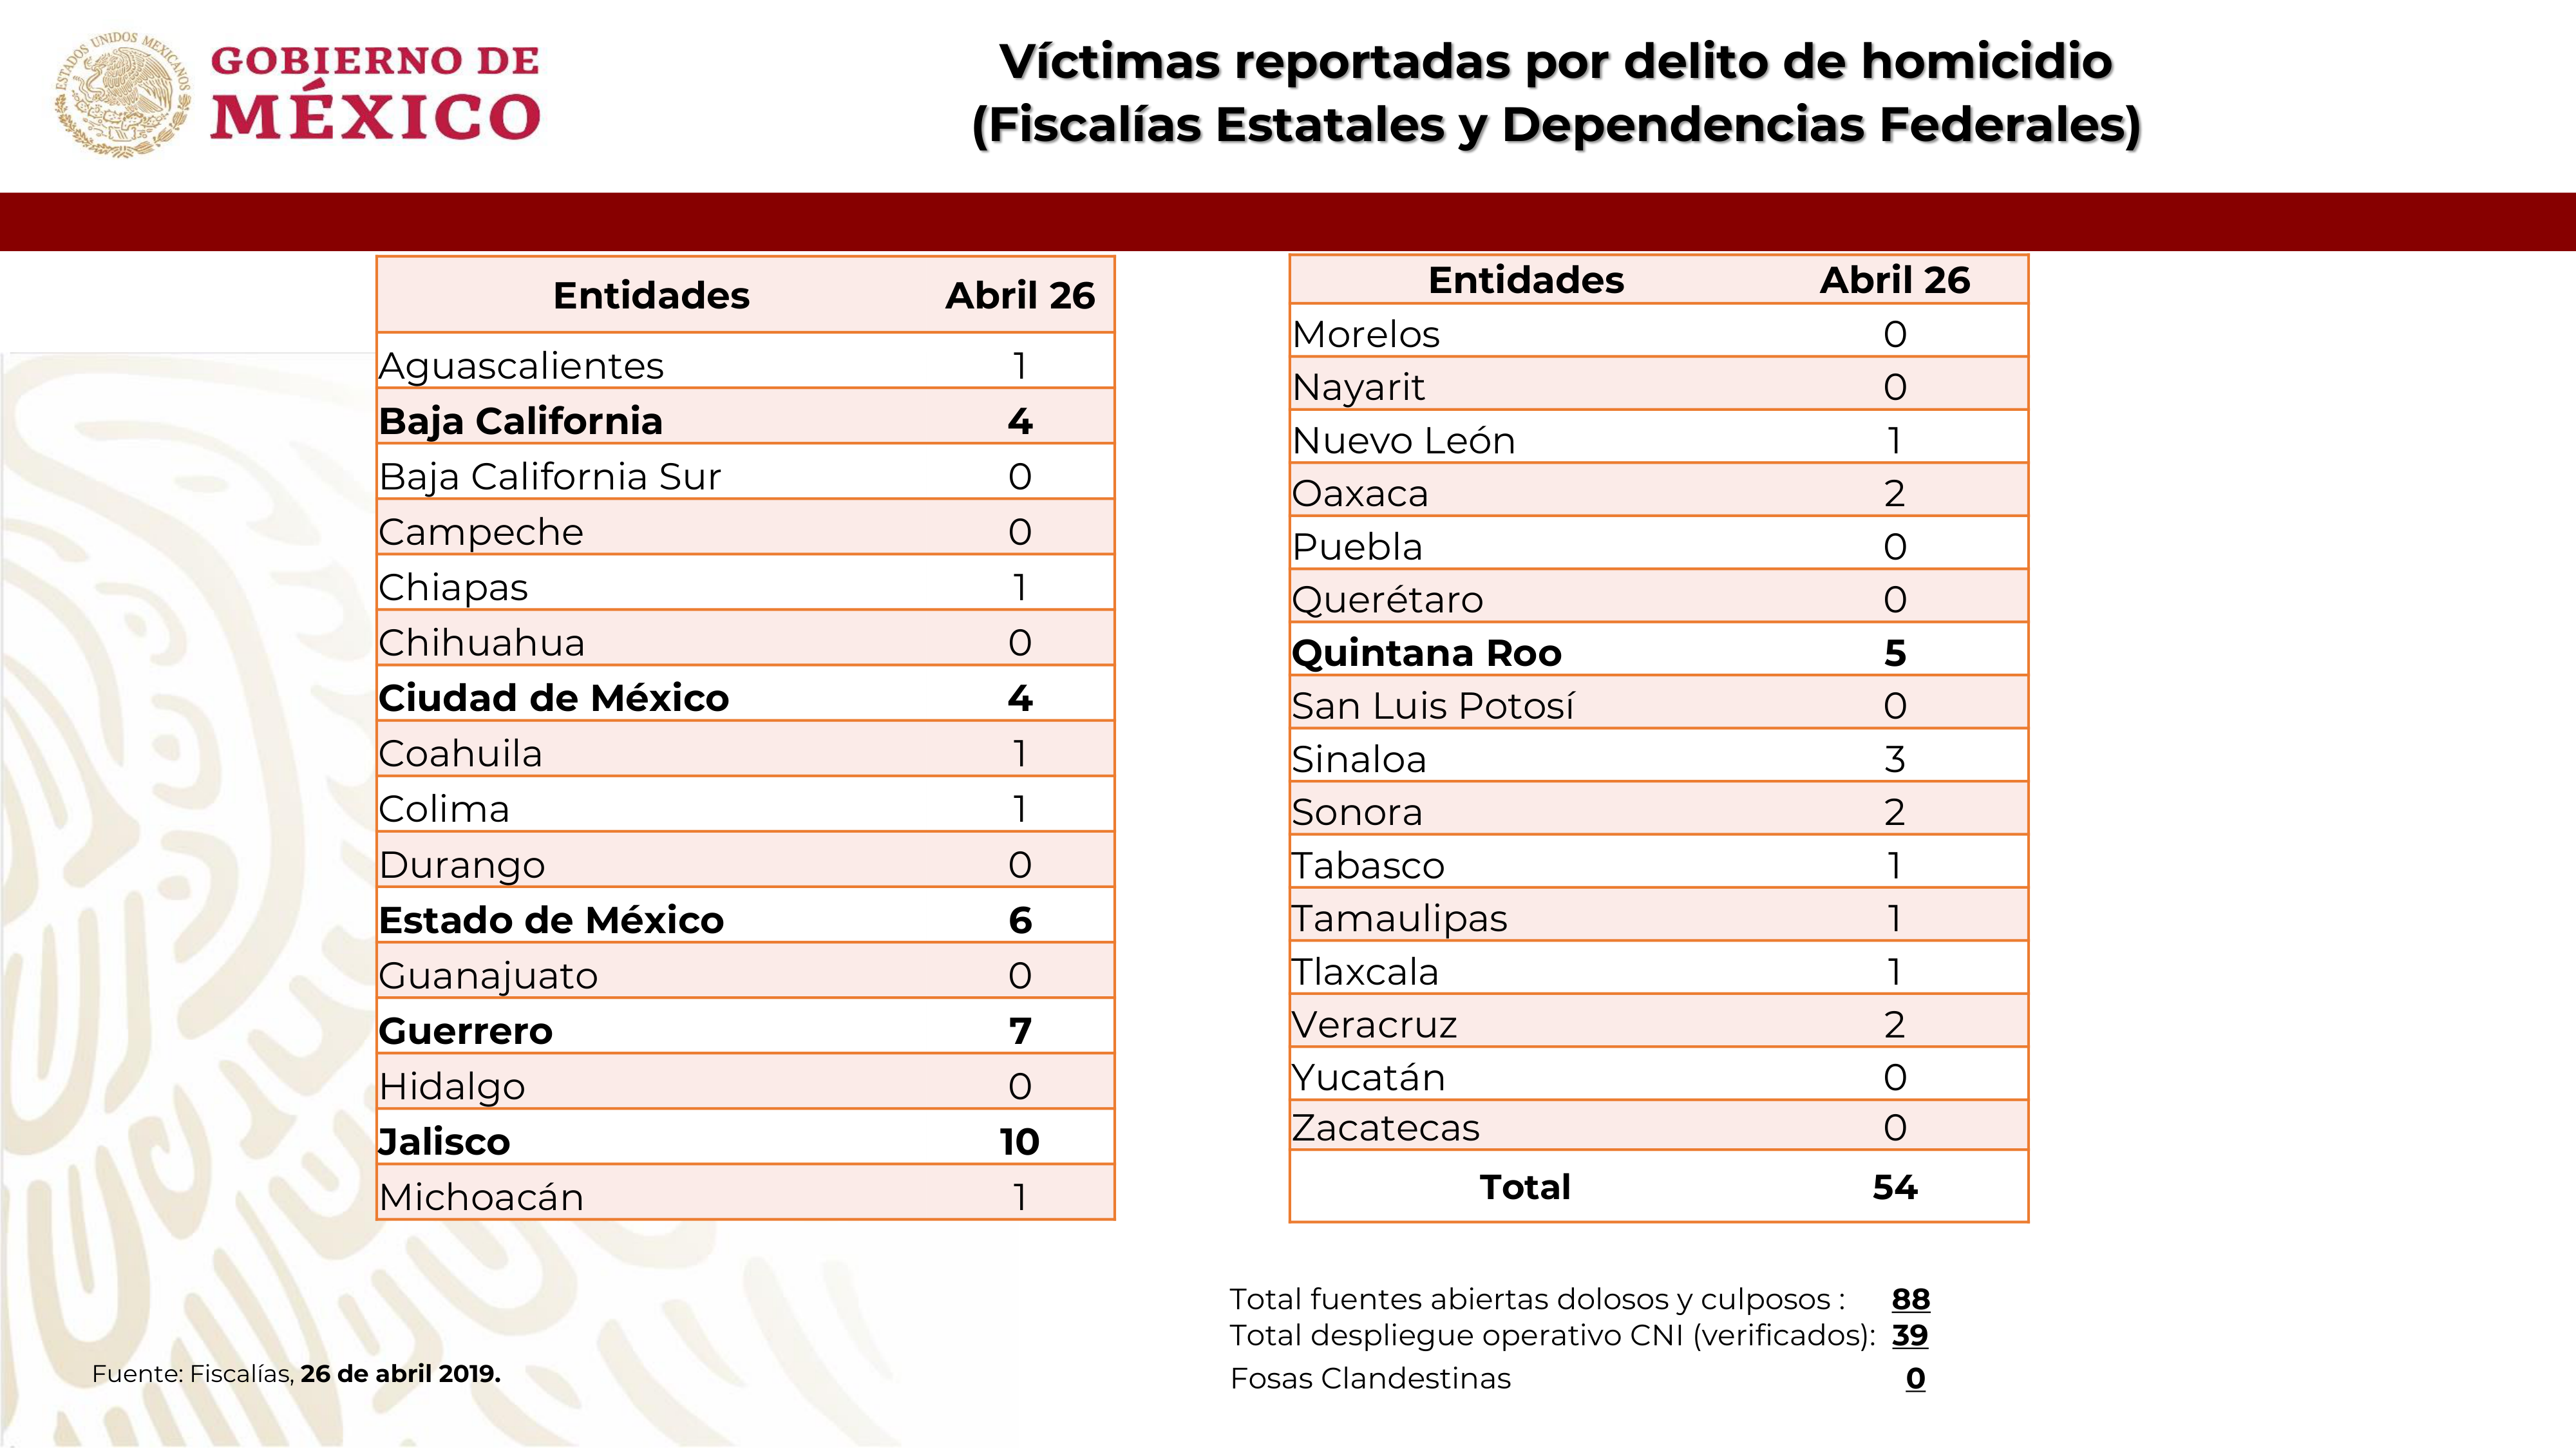 ESTADOS UNIDOS MEXICANOS
GOBIERNO DE
MÉXICO
Víctimas reportadas por delito de homicidio
(Fiscalías Estatales y Dependencias Federales)
Entidades Abril 26
Aguascalientes 1
Baja California 4
Baja California Sur 0
Campeche 0
Chiapas 1
Chihuahua 0
Ciudad de México 4
Coahuila 1
Colima 1
Durango 0
Estado de México 6
Guanajuato 0
Guerrero 7
Hidalgo 0
Jalisco 10
Michoacán 1
Entidades Abril 26
Morelos 0
Nayarit 0
Nuevo León 1
Oaxaca 2
Puebla 0
Querétaro 0
Quintana Roo 5
San Luis Potosí 0
Sinaloa 3
Sonora 2
Tabasco 1
Tamaulipas 1
Tlaxcala 1
Veracruz 2
Yucatán 0
Zacatecas 0
Total 54
Total fuentes abiertas dolosos y culposos : 88
Total despliegue operativo CNI (verificados): 39
Fosas Clandestinas 0
Fuente: Fiscalías, 26 de abril 2019.